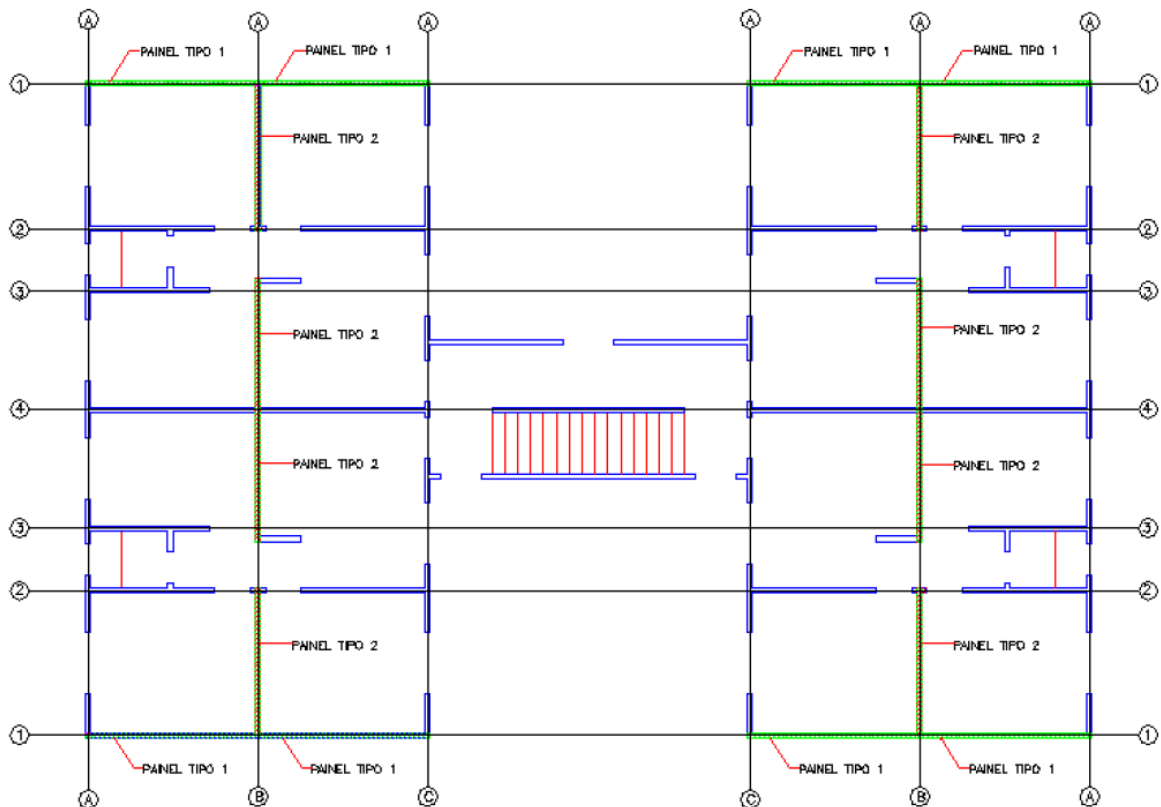 A A A A A A
PAINEL TIPO 1 PAINEL TIPO 1 PAINEL TIPO 1 PAINEL TIPO 1
1 1
PAINEL TIPO 2 PAINEL TIPO 2
2 2
3 3
PAINEL TIPO 2 PAINEL TIPO 2
4 4
PAINEL TIPO 2 PAINEL TIPO 2
3 3
2 2
PAINEL TIPO 2 PAINEL TIPO 2
1 1
PAINEL TIPO 1 PAINEL TIPO 1 PAINEL TIPO 1 PAINEL TIPO 1
A B C C B A